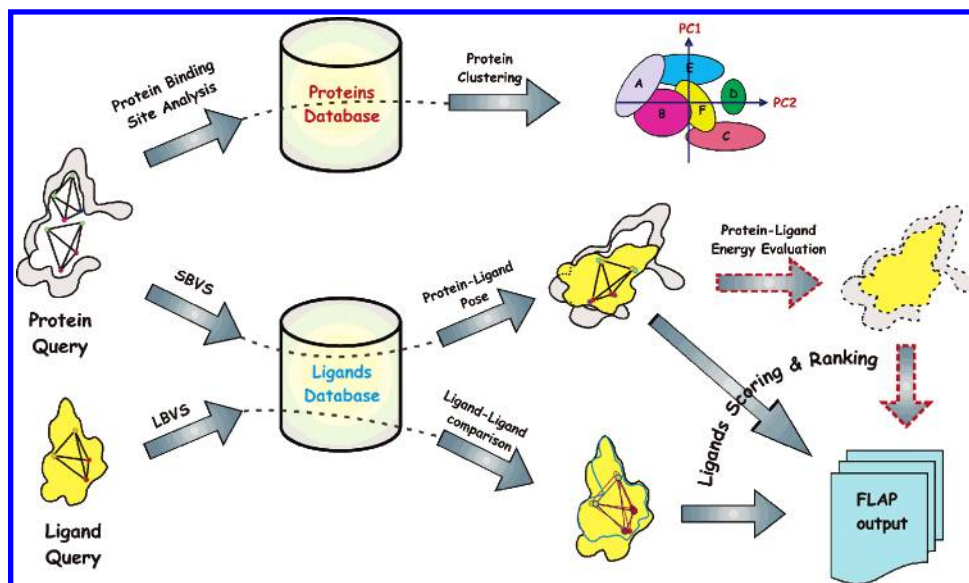 Protein Binding
Site Analysis
Proteins
Database
Protein
Clustering
PC1
PC2
A
E
D
B
F
C
Protein
Query
SBVS
Ligands
Database
Protein-Ligand
Pose
Protein-Ligand
Energy Evaluation
Ligand
Query
LBVS
Ligand-Ligand
comparison
Ligands Scoring & Ranking
FLAP
output